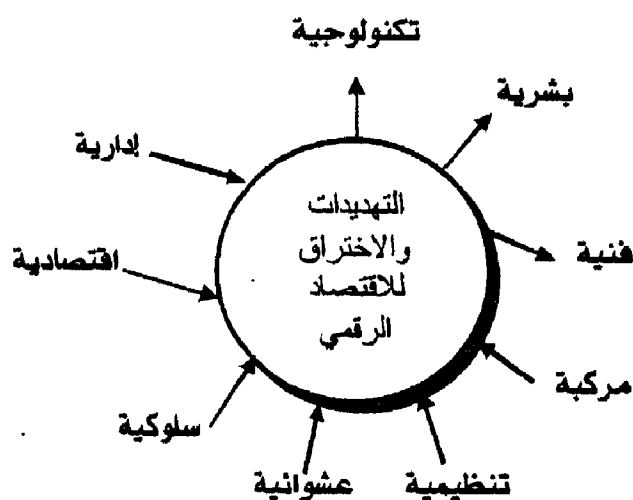 تكنولوجية
بشرية
إدارية
التهديدات
والاختراق
للاقتصاد
الرقمي
فنية
اقتصادية
مركبة
سلوكية
تنظيمية
عشوائية